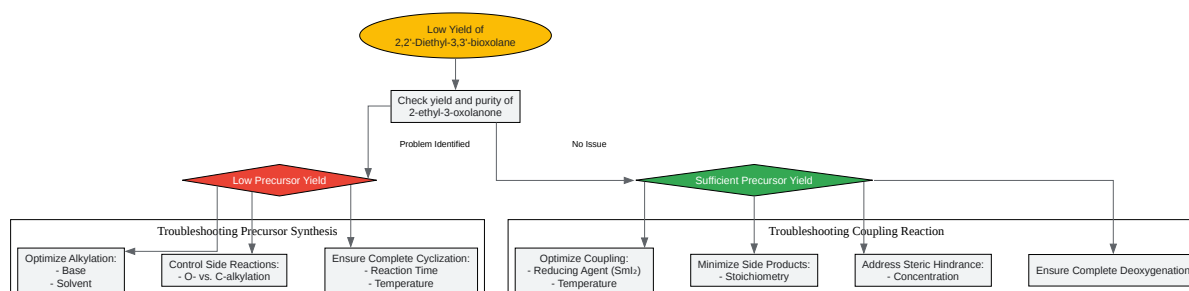 Low Yield of
2,2'-Diethyl-3,3'-bioxolane
Check yield and purity of
2-ethyl-3-oxolanone
Problem Identified
No Issue
Low Precursor Yield
Sufficient Precursor Yield
Troubleshooting Precursor Synthesis
Optimize Alkylation:
- Base
- Solvent
Control Side Reactions:
- O- vs. C-alkylation
Ensure Complete Cyclization:
- Reaction Time
- Temperature
Troubleshooting Coupling Reaction
Optimize Coupling:
- Reducing Agent (SmI₂)
- Temperature
Minimize Side Products:
- Stoichiometry
Address Steric Hindrance:
- Concentration
Ensure Complete Deoxygenation